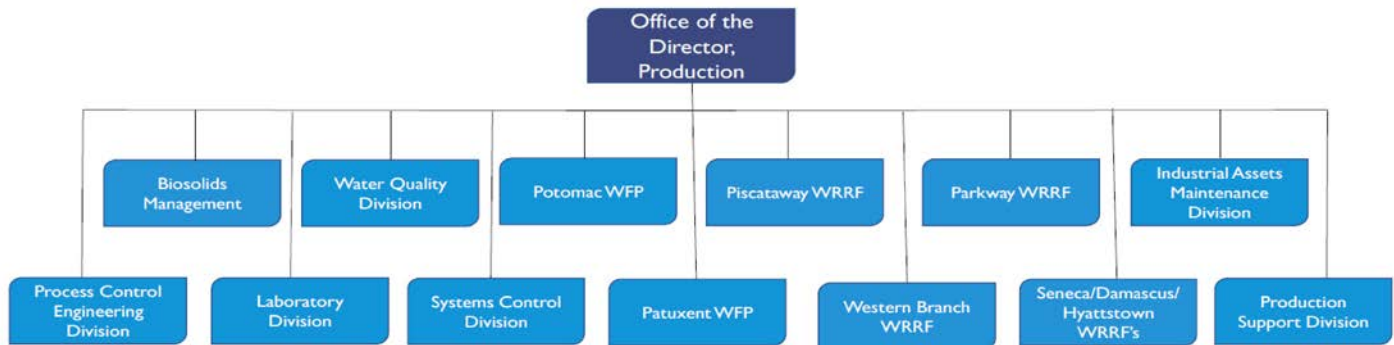 Office of the
Director,
Production
Biosolids
Management
Water Quality
Division
Potomac WFP
Piscataway WRRF
Parkway WRRF
Industrial Assets
Maintenance
Division
Process Control
Engineering
Division
Laboratory
Division
Systems Control
Division
Patuxent WFP
Western Branch
WRRF
Seneca/Damascus/
Hyattstown
WRRF's
Production
Support Division